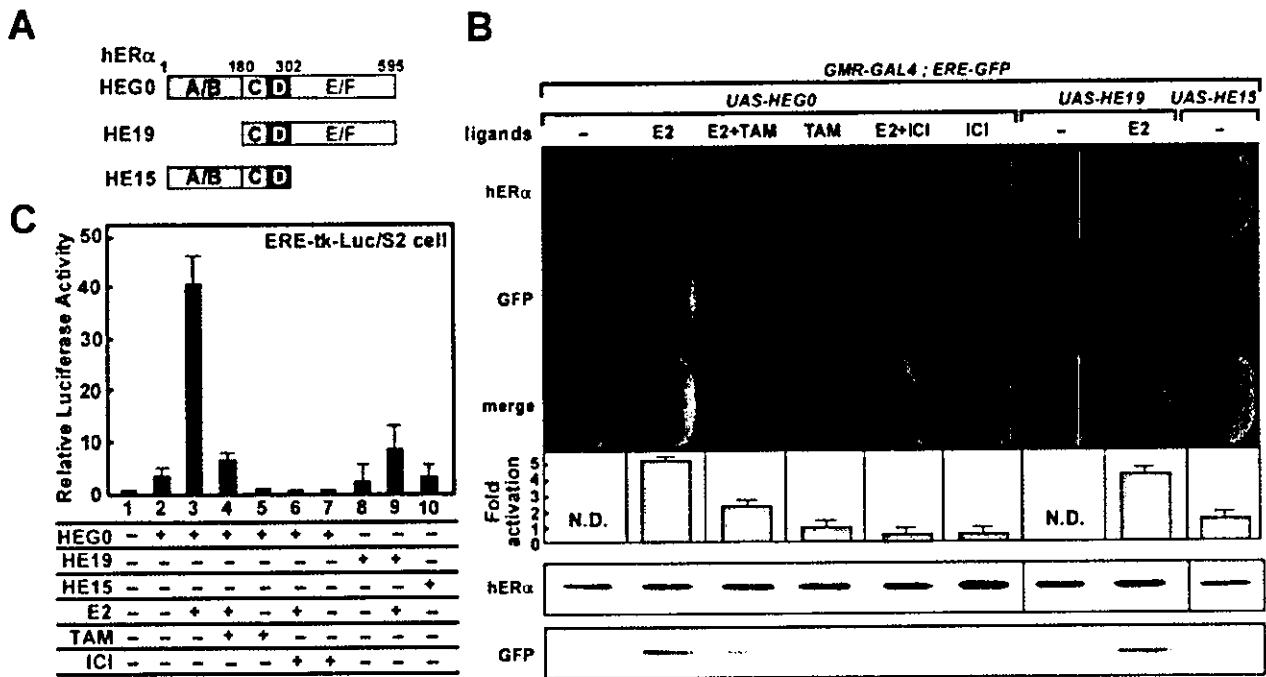 A
hERα
1 180 302 595
HEG0 A/B C D E/F
HE19 C D E/F
HE15 A/B C D
B
GMR-GAL4 ; ERE-GFP
UAS-HEG0 UAS-HE19 UAS-HE15
ligands – E2 E2+TAM TAM E2+ICI ICI – E2 –
hERα
GFP
merge
Fold activation
5
4
3
2
1
0
N.D. N.D.
hERα
GFP
C
ERE-tk-Luc/S2 cell
Relative Luciferase Activity
50
40
30
20
10
0
1 2 3 4 5 6 7 8 9 10
HEG0 – + + + + + + – – –
HE19 – – – – – – – + + –
HE15 – – – – – – – – – +
E2 – – + + – + – – + –
TAM – – – + + – – – – –
ICI – – – – – + + – – –